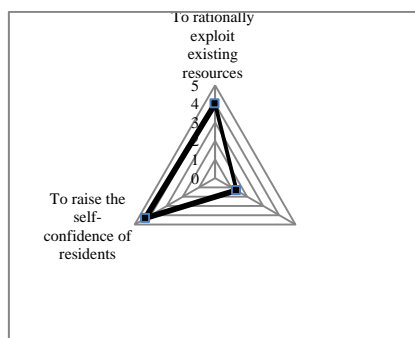 To rationally
exploit
existing
resources
5
4
3
2
1
0
To raise the
self-
confidence of
residents